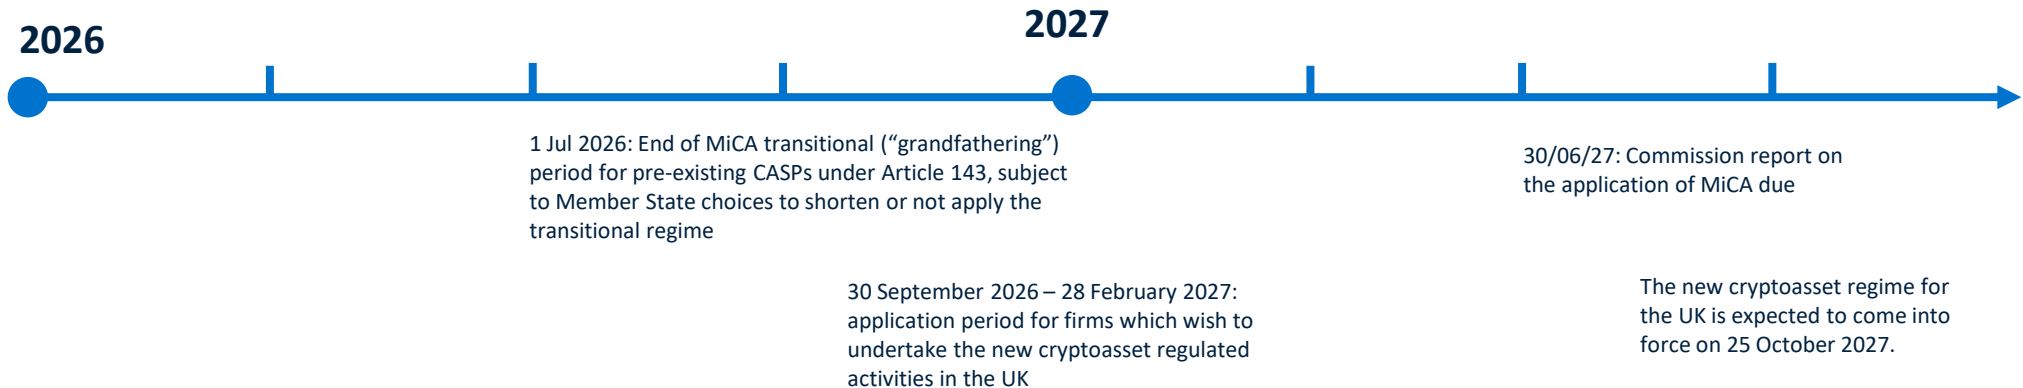 2026
2027
1 Jul 2026: End of MiCA transitional (“grandfathering”)
period for pre-existing CASPs under Article 143, subject
to Member State choices to shorten or not apply the
transitional regime
30/06/27: Commission report on
the application of MiCA due
30 September 2026 – 28 February 2027:
application period for firms which wish to
undertake the new cryptoasset regulated
activities in the UK
The new cryptoasset regime for
the UK is expected to come into
force on 25 October 2027.